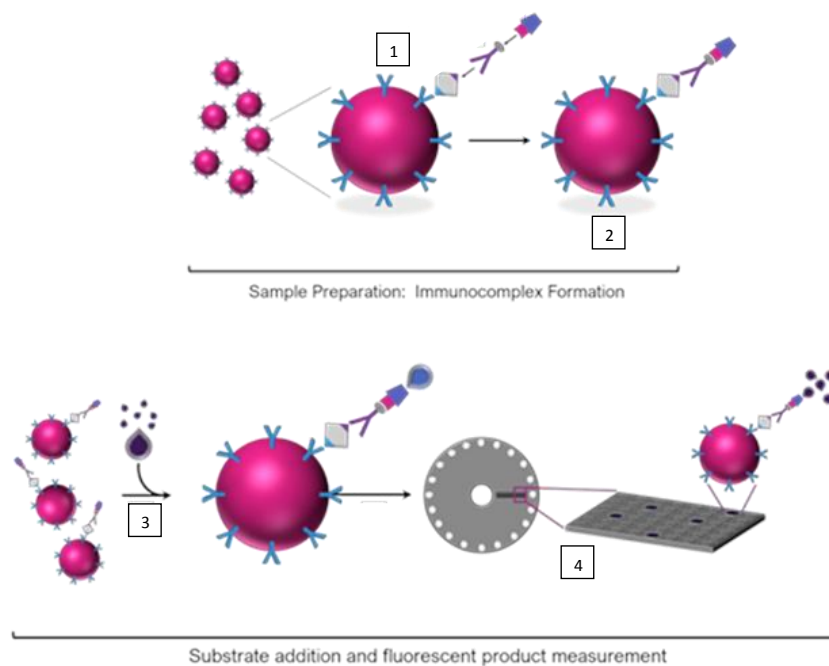 1
2
Sample Preparation: Immunocomplex Formation
3
4
Substrate addition and fluorescent product measurement